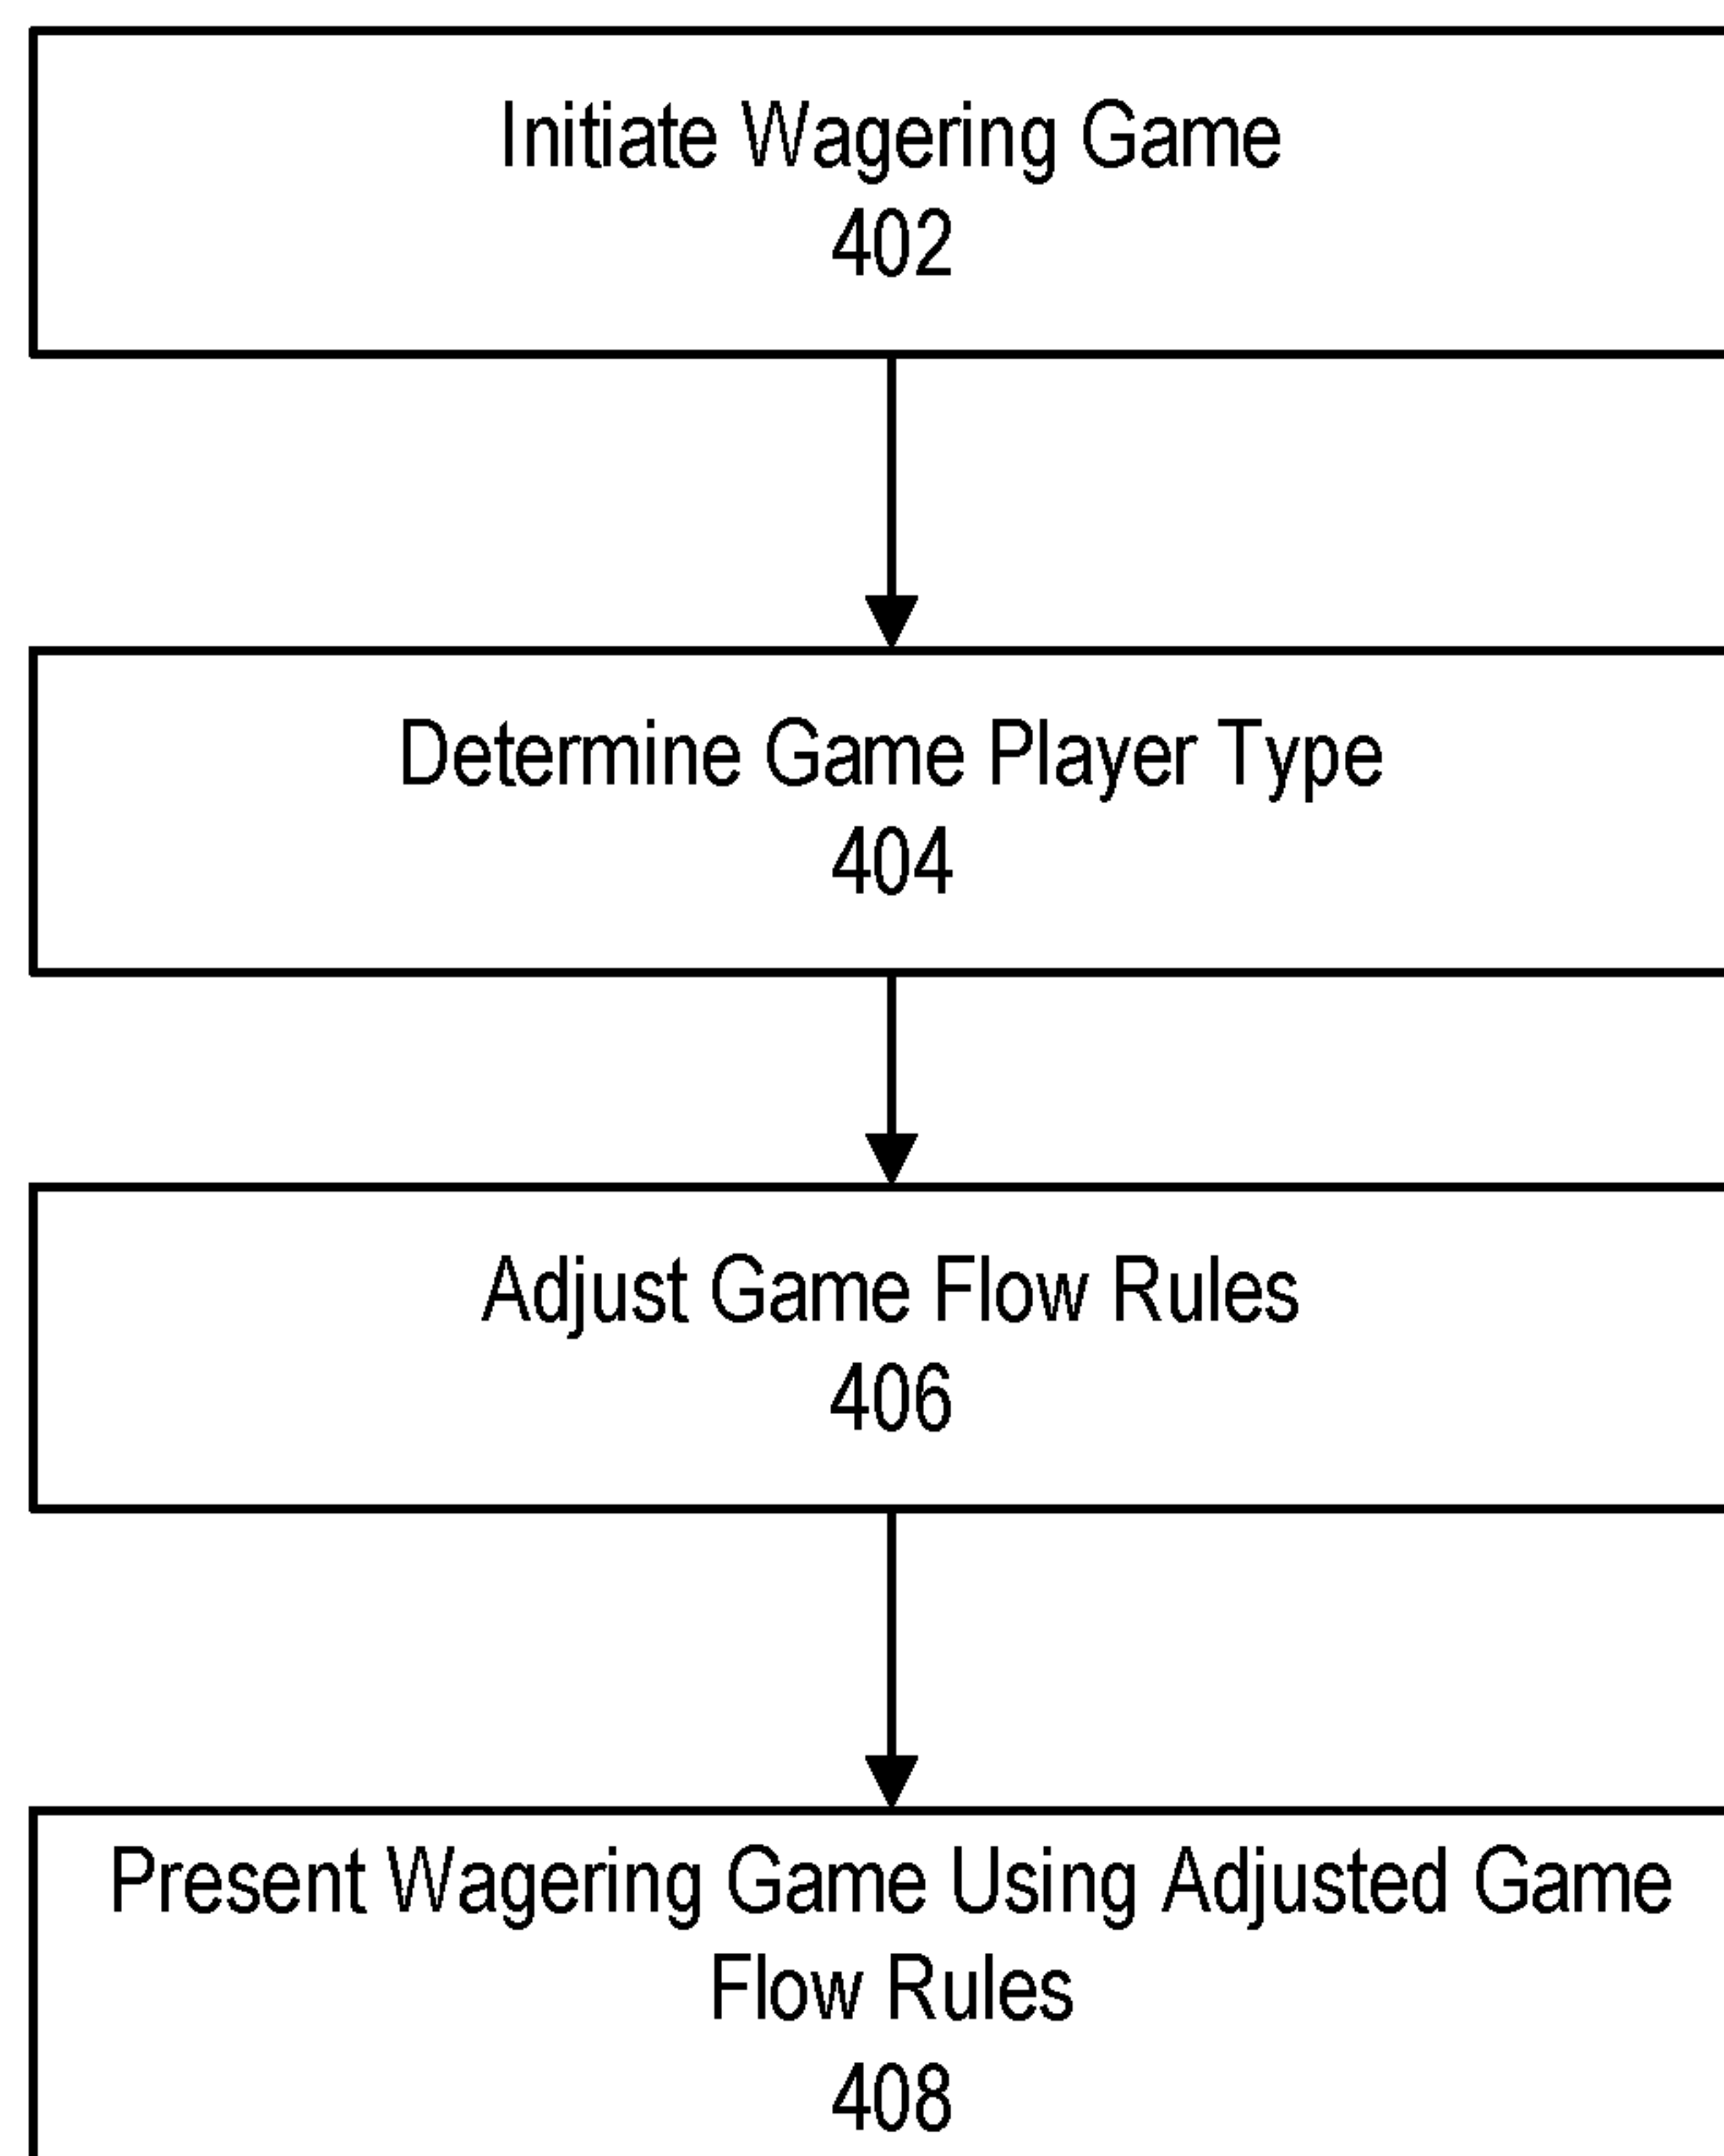 Initiate Wagering Game
402
Determine Game Player Type
404
Adjust Game Flow Rules
406
Present Wagering Game Using Adjusted Game
Flow Rules
408